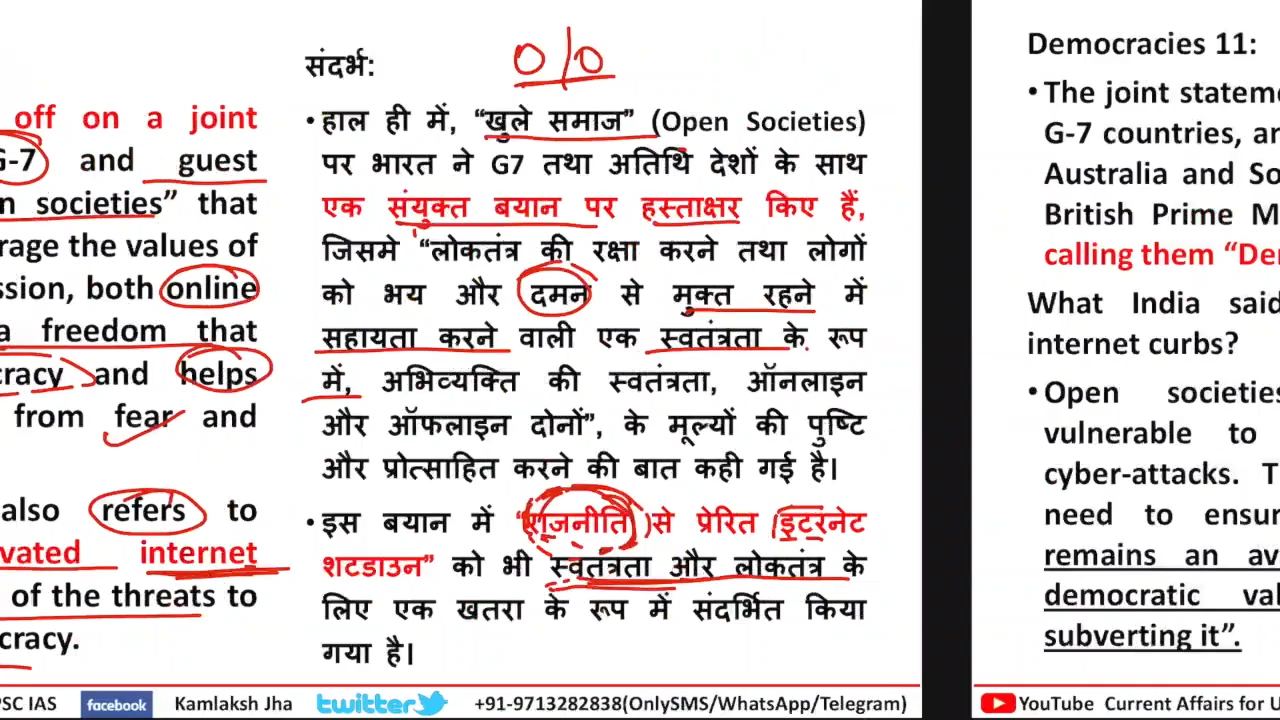 off on a joint
G-7 and guest
n societies” that
rage the values of
ssion, both online
a freedom that
cracy and helps
from fear and
also refers to
vated internet
of the threats to
cracy.
0/0
संदर्भ:
• हाल ही में, “खुले समाज” (Open Societies)
पर भारत ने G7 तथा अतिथि देशों के साथ
एक संयुक्त बयान पर हस्ताक्षर किए हैं,
जिसमे “लोकतंत्र की रक्षा करने तथा लोगों
को भय और दमन से मुक्त रहने में
सहायता करने वाली एक स्वतंत्रता के रूप
में, अभिव्यक्ति की स्वतंत्रता, ऑनलाइन
और ऑफलाइन दोनों”, के मूल्यों की पुष्टि
और प्रोत्साहित करने की बात कही गई है।
• इस बयान में “राजनीति से प्रेरित इंटरनेट
शटडाउन” को भी स्वतंत्रता और लोकतंत्र के
लिए एक खतरा के रूप में संदर्भित किया
गया है।
Democracies 11:
• The joint stateme
G-7 countries, an
Australia and So
British Prime M
calling them “De
What India said
internet curbs?
• Open societies
vulnerable to
cyber-attacks. T
need to ensur
remains an av
democratic val
subverting it”.
PSC IAS facebook Kamlaksh Jha twitter +91-9713282838(OnlySMS/WhatsApp/Telegram)
YouTube Current Affairs for U